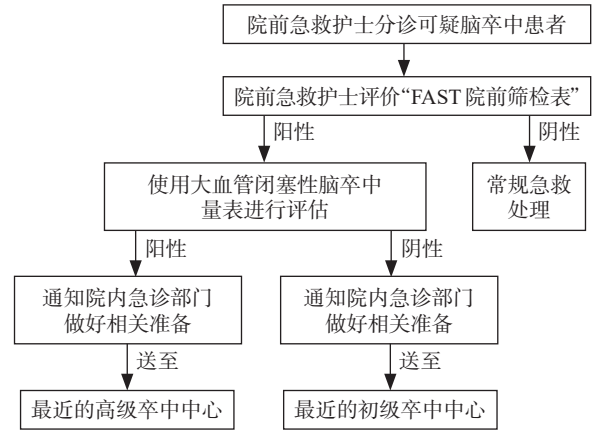 院前急救护士分诊可疑脑卒中患者
院前急救护士评价“FAST院前筛检表”
阳性
阴性
使用大血管闭塞性脑卒中
量表进行评估
常规急救
处理
阳性
阴性
通知院内急诊部门
做好相关准备
通知院内急诊部门
做好相关准备
送至
送至
最近的高级卒中中心
最近的初级卒中中心